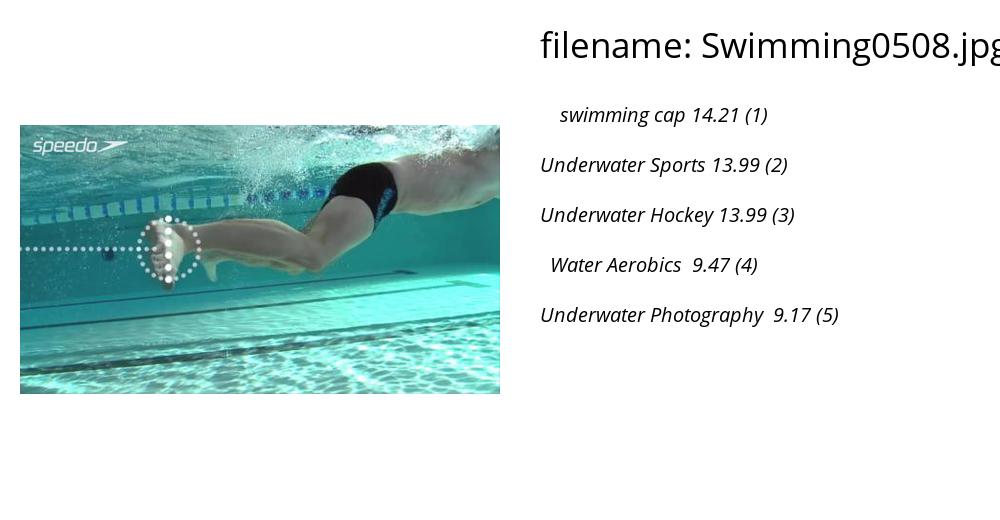 filename: Swimming0508.jpg
speedo
swimming cap 14.21 (1)
Underwater Sports 13.99 (2)
Underwater Hockey 13.99 (3)
Water Aerobics 9.47 (4)
Underwater Photography 9.17 (5)